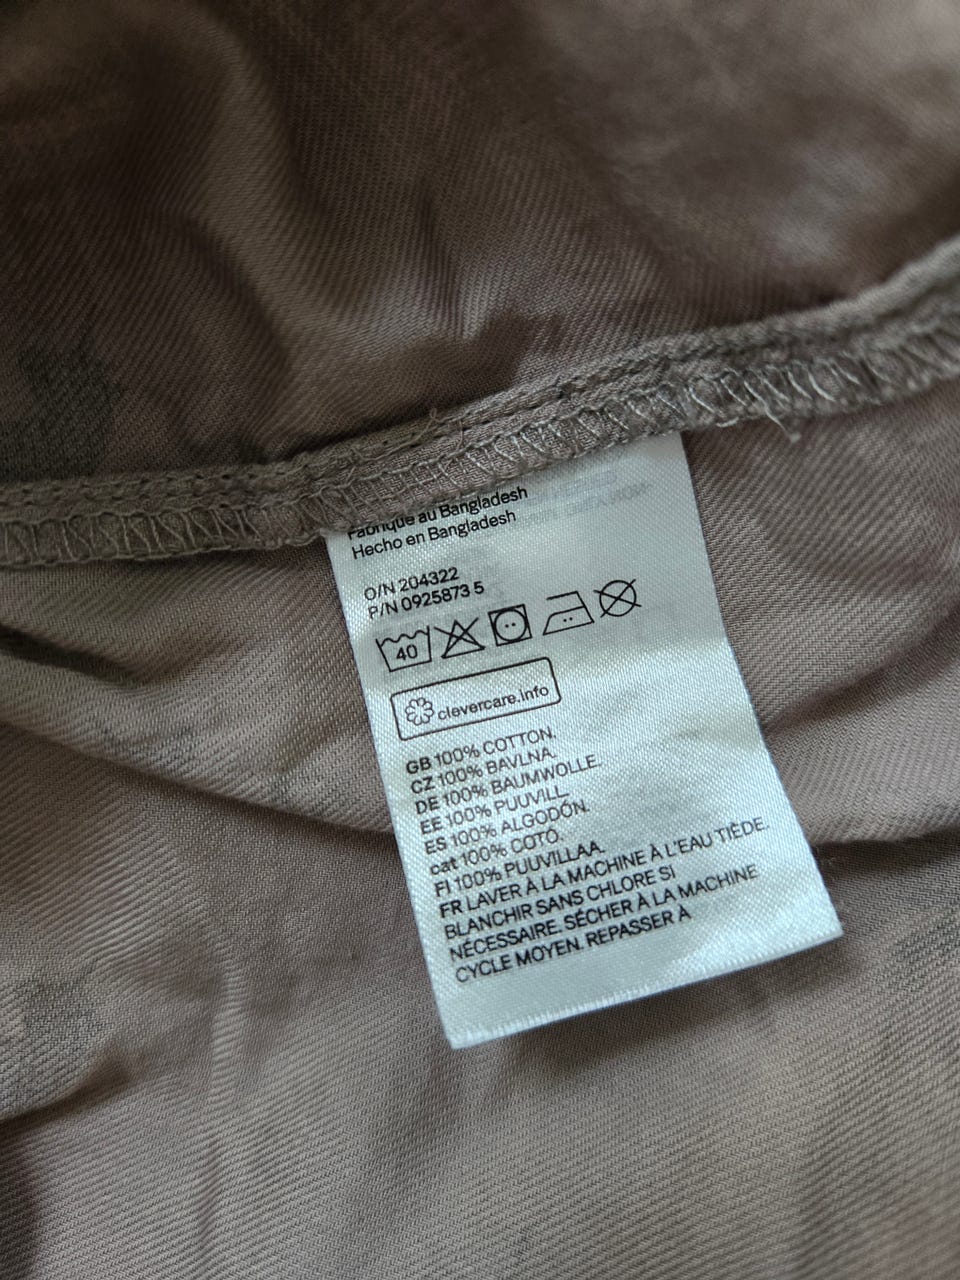 Fabriqué au Bangladesh
Hecho en Bangladesh
O/N 204322
P/N 0925873 5
40
clevercare.info
GB 100% COTTON.
CZ 100% BAVLNA.
DE 100% BAUMWOLLE.
EE 100% PUUVILL.
ES 100% ALGODÓN.
cat 100% COTO.
FI 100% PUUVILLAA.
FR LAVER À LA MACHINE À L'EAU TIÈDE.
BLANCHIR SANS CHLORE SI
NÉCESSAIRE. SÉCHER À LA MACHINE
CYCLE MOYEN. REPASSER À